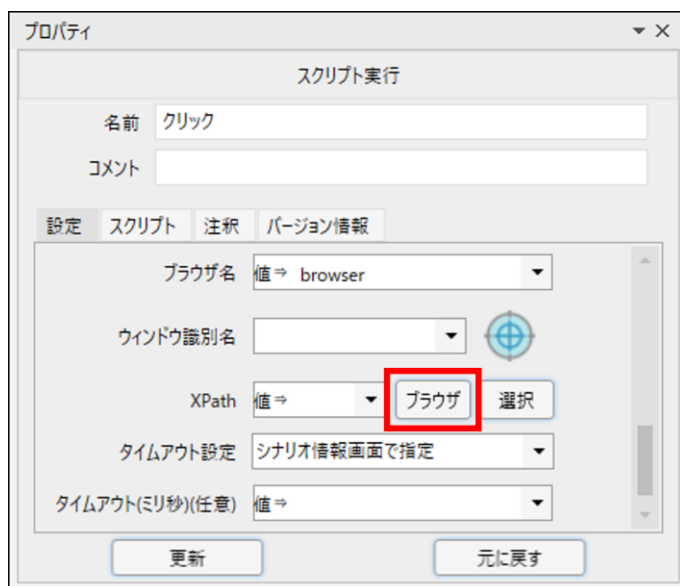 プロパティ
スクリプト実行
名前 クリック
コメント
設定 スクリプト 注釈 バージョン情報
ブラウザ名 値⇒ browser
ウィンドウ識別名
XPath 値⇒ ブラウザ 選択
タイムアウト設定 シナリオ情報画面で指定
タイムアウト(ミリ秒)(任意) 値⇒
更新 元に戻す